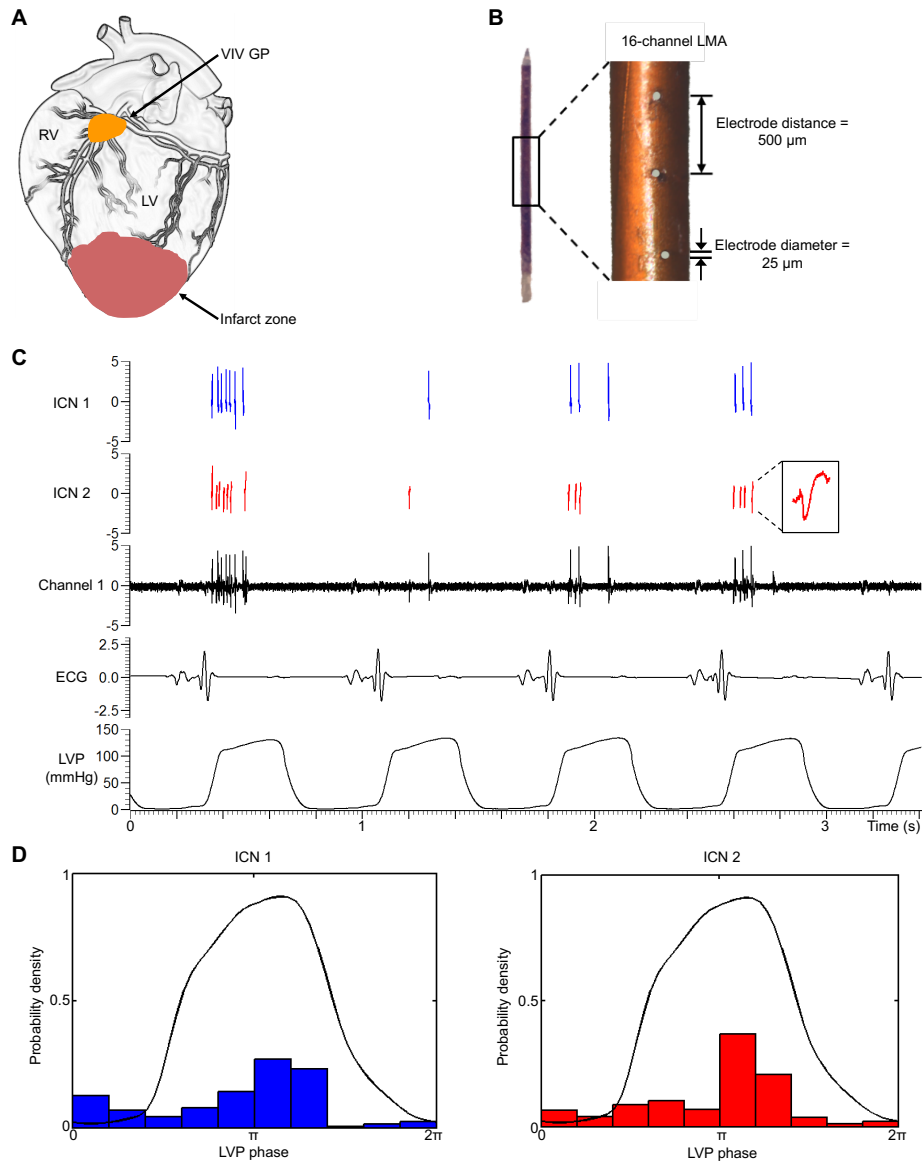 A
VIV GP
RV
LV
Infarct zone
B
16-channel LMA
Electrode distance =
500 µm
Electrode diameter =
25 µm
C
5
ICN 1
0
-5
5
ICN 2
0
-5
5
Channel 1
0
-5
2.5
ECG
0.0
-2.5
150
LVP
(mmHg)
100
50
0
0
1
2
3
Time (s)
D
ICN 1
1
0.5
0
Probability density
0
π
2π
LVP phase
ICN 2
1
0.5
0
Probability density
0
π
2π
LVP phase